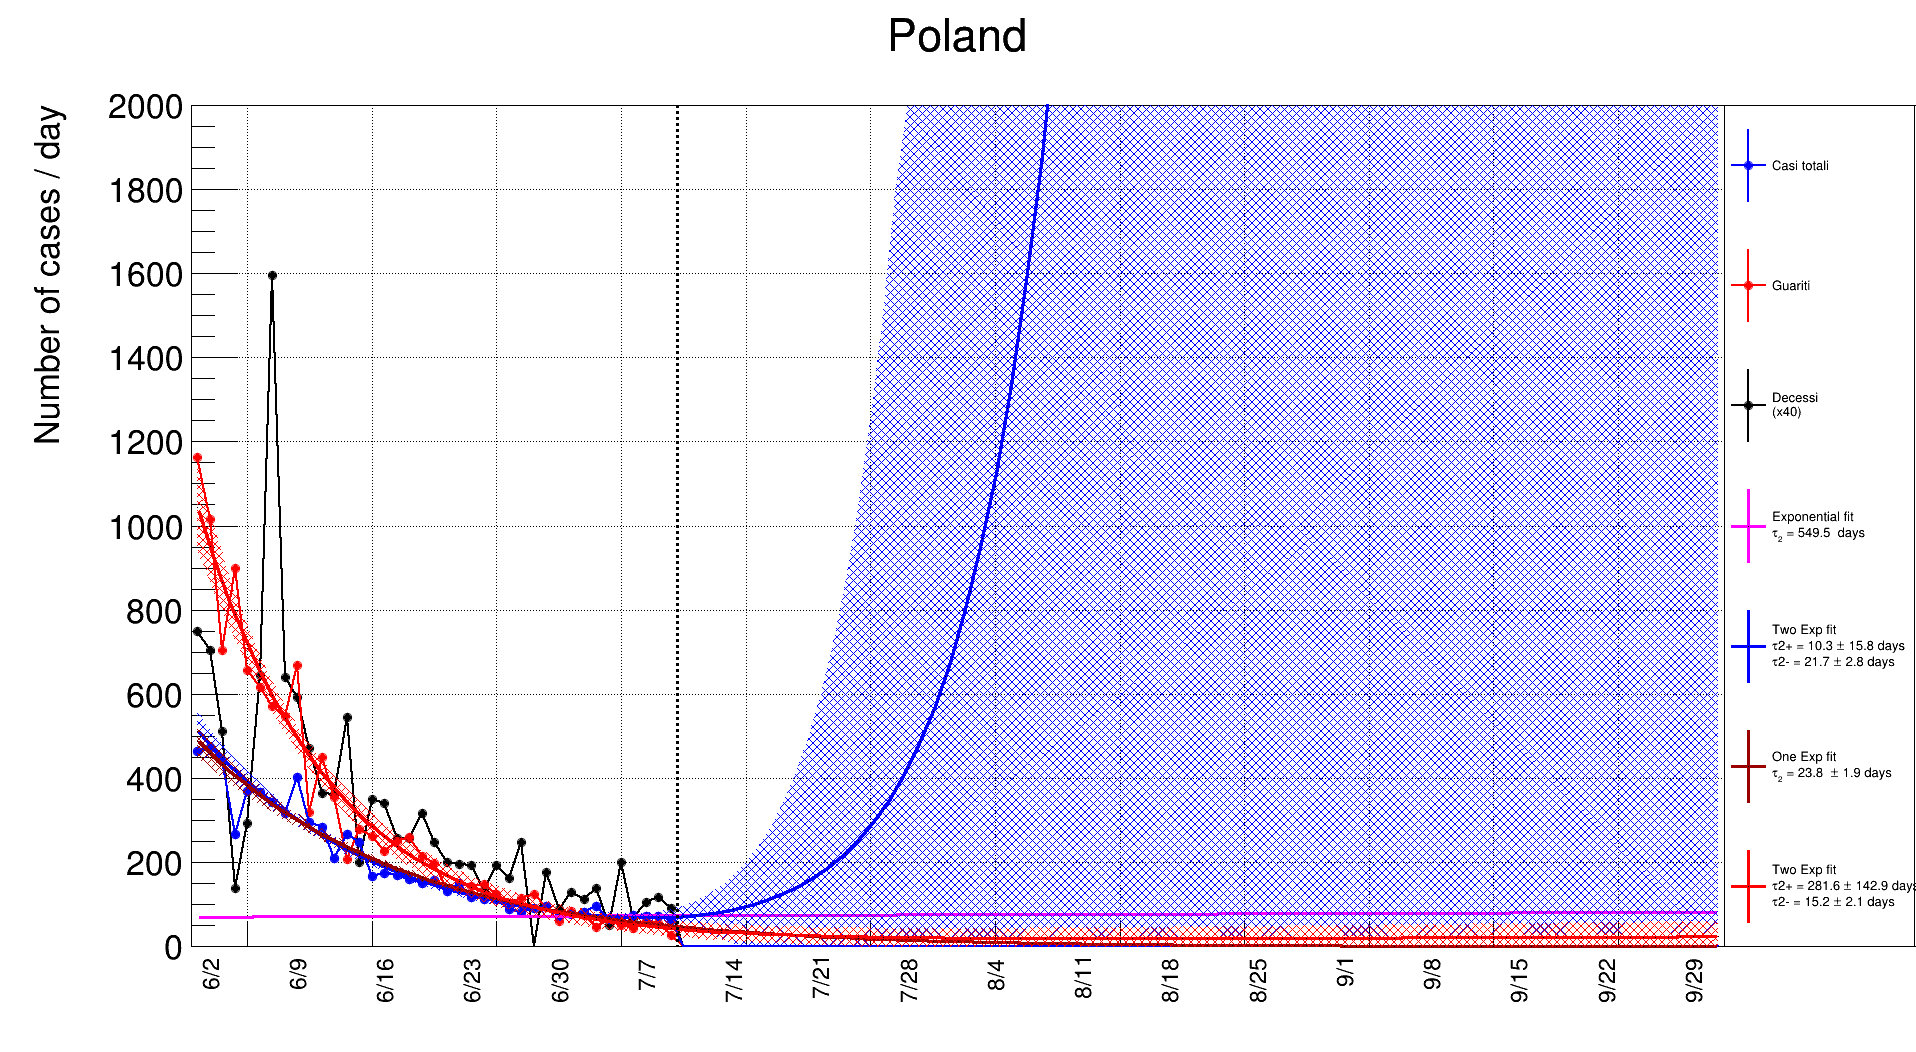 Poland
Number of cases / day
2000
1800
1600
1400
1200
1000
800
600
400
200
0
6/2
6/9
6/16
6/23
6/30
7/7
7/14
7/21
7/28
8/4
8/11
8/18
8/25
9/1
9/8
9/15
9/22
9/29
Casi totali
Guariti
Decessi
(x40)
Exponential fit
τ2 = 549.5 days
Two Exp fit
τ2+ = 10.3 ± 15.8 days
τ2- = 21.7 ± 2.8 days
One Exp fit
τ2 = 23.8 ± 1.9 days
Two Exp fit
τ2+ = 281.6 ± 142.9 days
τ2- = 15.2 ± 2.1 days